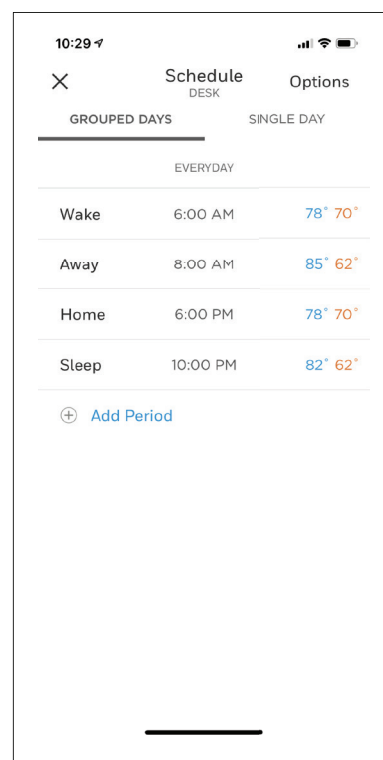 10:29
Schedule
Options
DESK
GROUPED DAYS SINGLE DAY
EVERYDAY
Wake 6:00 AM 78° 70°
Away 8:00 AM 85° 62°
Home 6:00 PM 78° 70°
Sleep 10:00 PM 82° 62°
Add Period